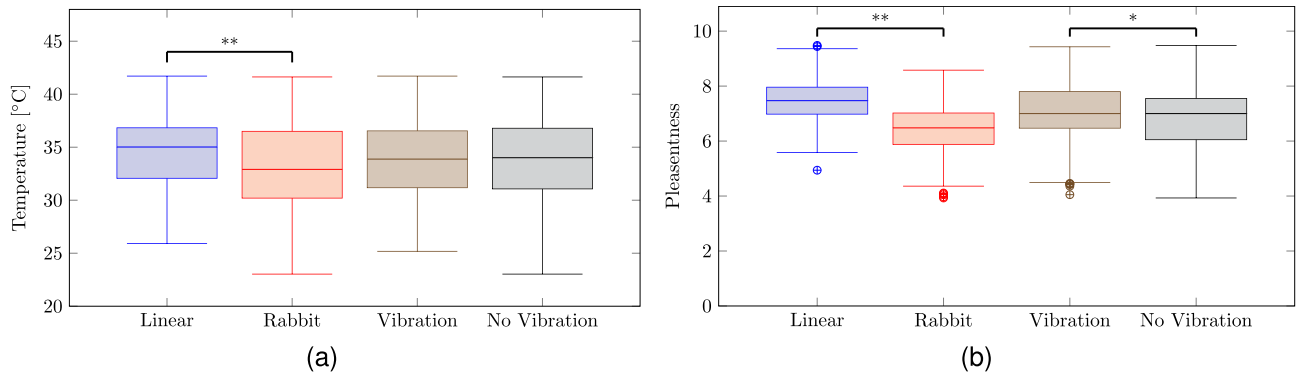 **
Temperature [°C]
45
40
35
30
25
20
Linear
Rabbit
Vibration
No Vibration
(a)
**
*
Pleasentness
10
8
6
4
2
0
Linear
Rabbit
Vibration
No Vibration
(b)